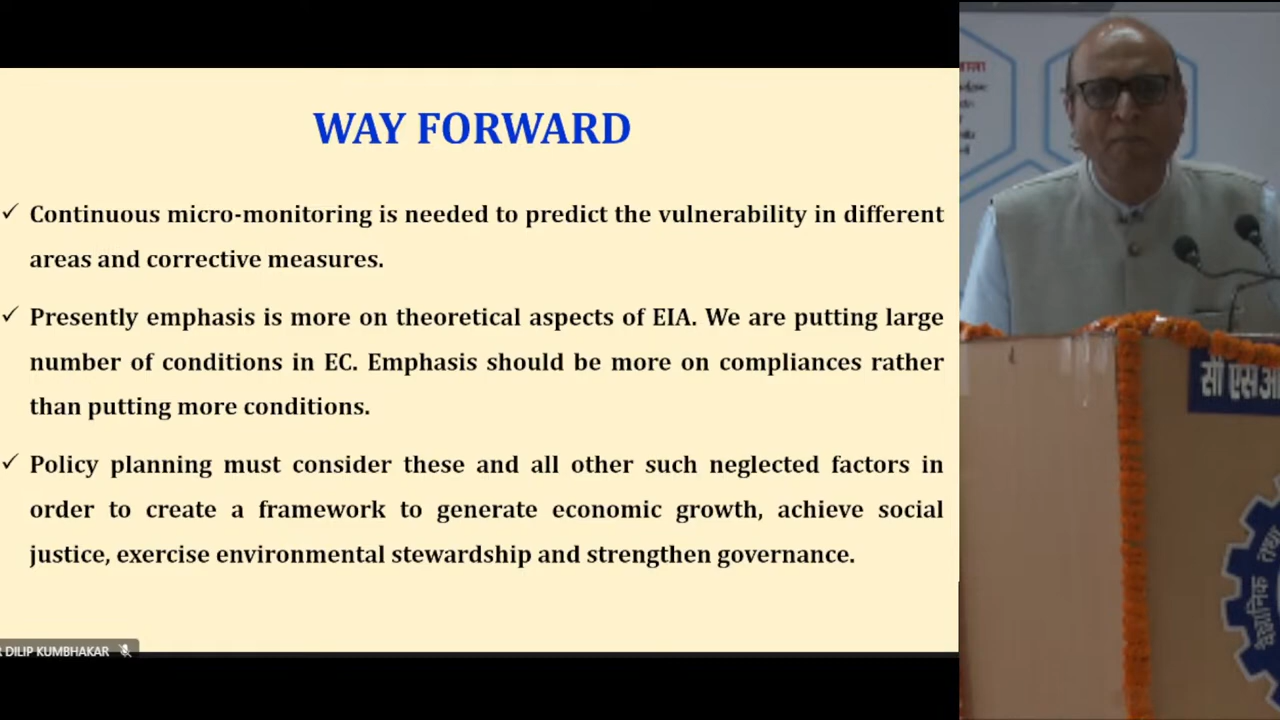 WAY FORWARD
✓ Continuous micro-monitoring is needed to predict the vulnerability in different
areas and corrective measures.
✓ Presently emphasis is more on theoretical aspects of EIA. We are putting large
number of conditions in EC. Emphasis should be more on compliances rather
than putting more conditions.
✓ Policy planning must consider these and all other such neglected factors in
order to create a framework to generate economic growth, achieve social
justice, exercise environmental stewardship and strengthen governance.
DILIP KUMBHAKAR
सी एस आ